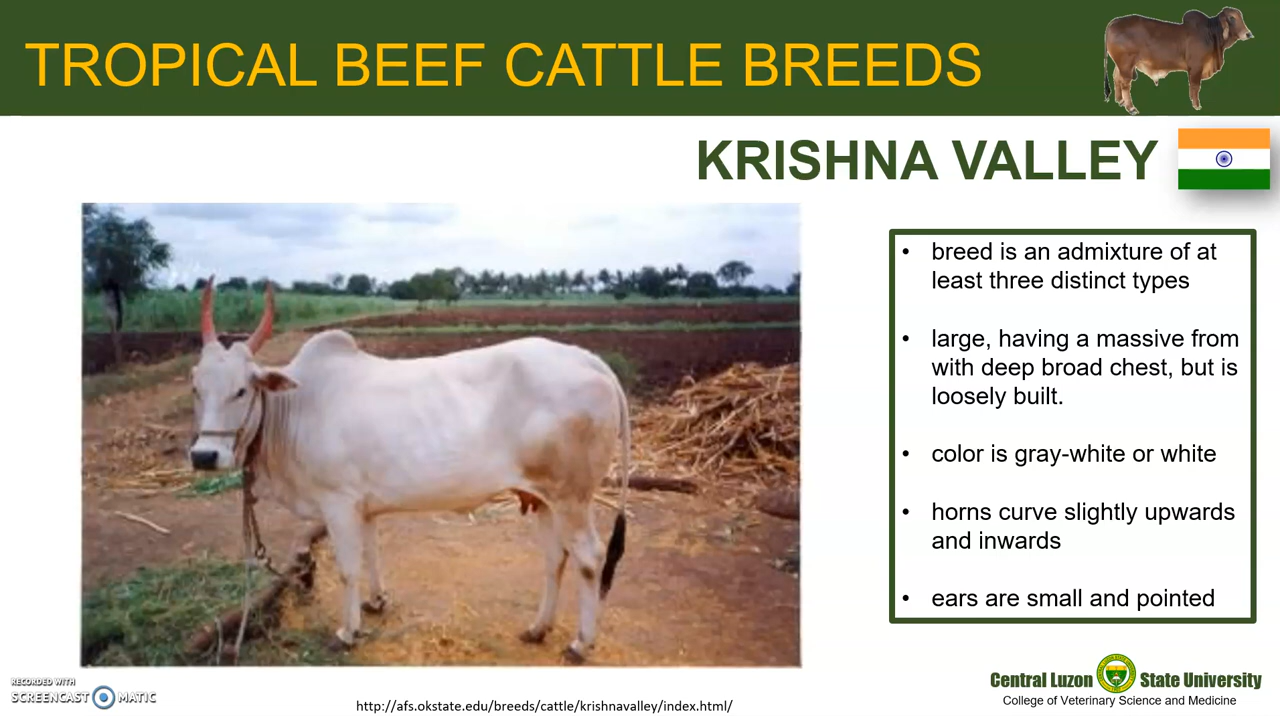 TROPICAL BEEF CATTLE BREEDS
KRISHNA VALLEY
• breed is an admixture of at
least three distinct types
• large, having a massive from
with deep broad chest, but is
loosely built.
• color is gray-white or white
• horns curve slightly upwards
and inwards
• ears are small and pointed
RECORDED WITH
SCREENCAST MATIC
http://afs.okstate.edu/breeds/cattle/krishnavalley/index.html/
Central Luzon State University
College of Veterinary Science and Medicine